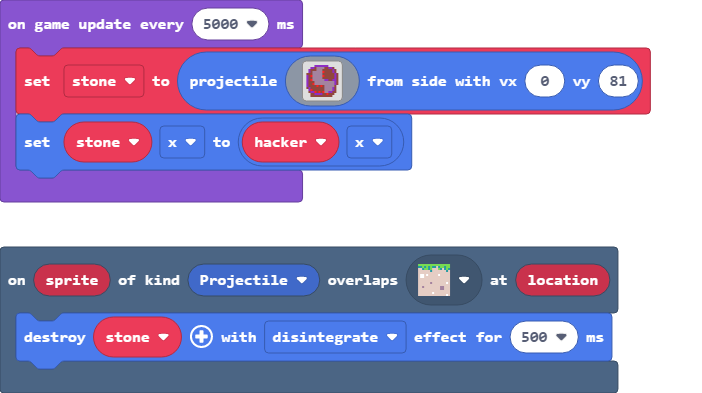 on game update every 5000 ms
set stone to projectile from side with vx 0 vy 81
set stone x to hacker x
on sprite of kind Projectile overlaps at location
destroy stone with disintegrate effect for 500 ms